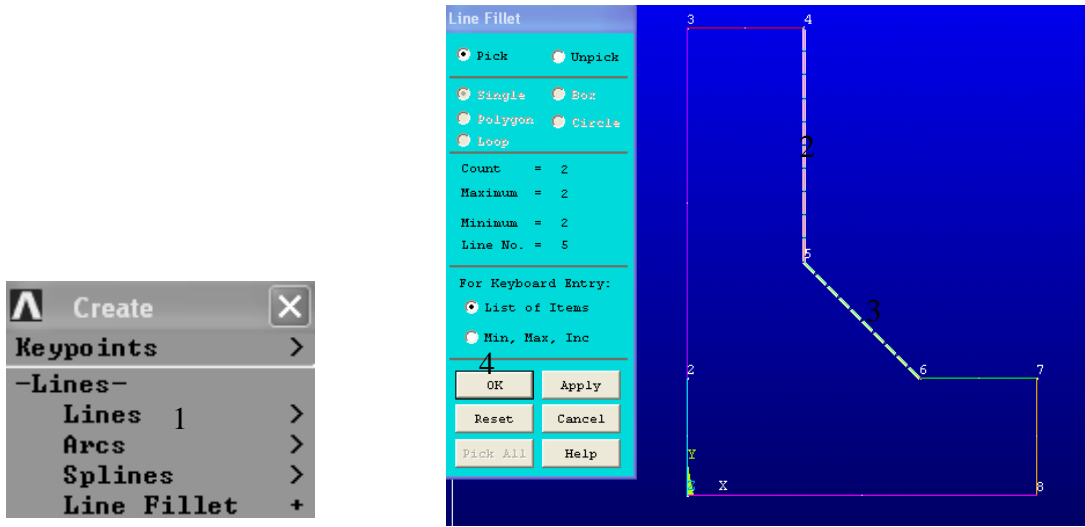 Create
Keypoints >
-Lines-
Lines 1 >
Arcs >
Splines >
Line Fillet +
Line Fillet
Pick Unpick
Single Box
Polygon Circle
Loop
Count = 2
Maximum = 2
Minimum = 2
Line No. = 5
For Keyboard Entry:
List of Items
Min, Max, Inc
4
OK Apply
Reset Cancel
Pick All Help
3 4
2
5
3
2 6 7
Y
X 8